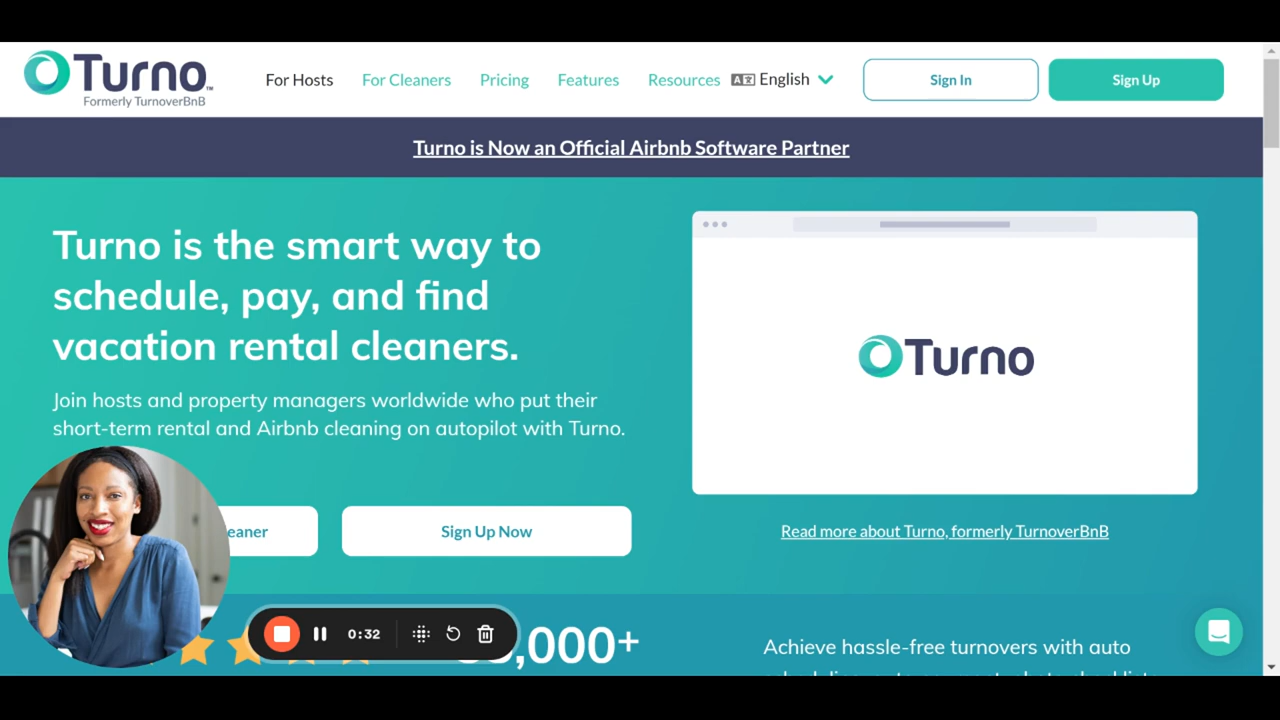 Turno™
Formerly TurnoverBnB
For Hosts
For Cleaners
Pricing
Features
Resources
English
Sign In
Sign Up
Turno is Now an Official Airbnb Software Partner
Turno is the smart way to
schedule, pay, and find
vacation rental cleaners.
Join hosts and property managers worldwide who put their
short-term rental and Airbnb cleaning on autopilot with Turno.
Turno
eaner
Sign Up Now
Read more about Turno, formerly TurnoverBnB
0:32
,000+
Achieve hassle-free turnovers with auto